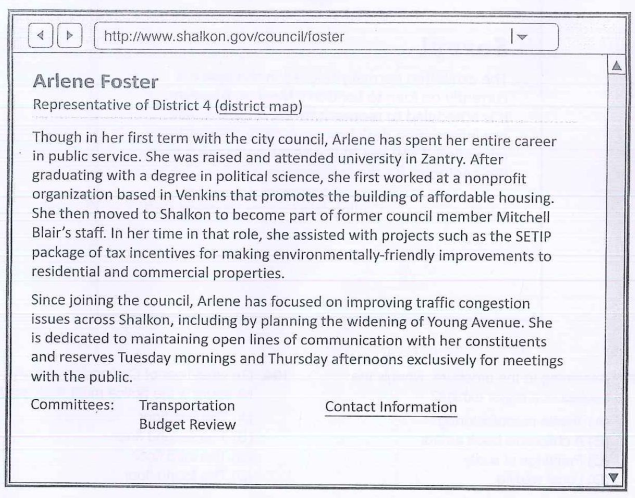 http://www.shalkon.gov/council/foster
Arlene Foster
Representative of District 4 (district map)
Though in her first term with the city council, Arlene has spent her entire career
in public service. She was raised and attended university in Zantry. After
graduating with a degree in political science, she first worked at a nonprofit
organization based in Venkins that promotes the building of affordable housing.
She then moved to Shalkon to become part of former council member Mitchell
Blair's staff. In her time in that role, she assisted with projects such as the SETIP
package of tax incentives for making environmentally-friendly improvements to
residential and commercial properties.
Since joining the council, Arlene has focused on improving traffic congestion
issues across Shalkon, including by planning the widening of Young Avenue. She
is dedicated to maintaining open lines of communication with her constituents
and reserves Tuesday mornings and Thursday afternoons exclusively for meetings
with the public.
Committees: Transportation Contact Information
Budget Review